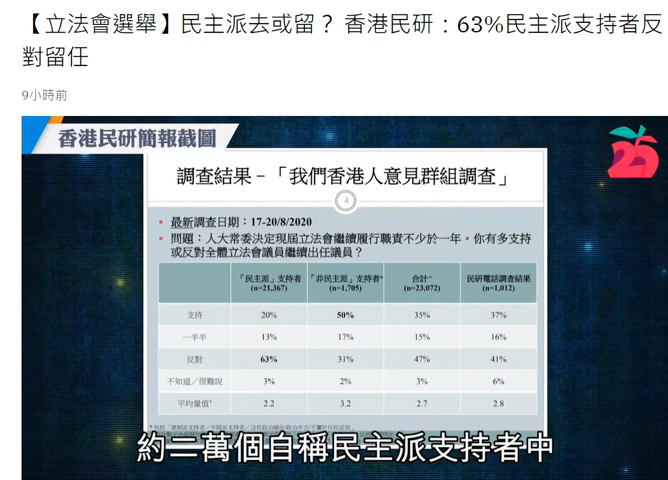 【立法會選舉】民主派去或留？ 香港民研：63%民主派支持者反
對留任
9小時前
香港民研簡報截圖
25
調查結果–「我們香港人意見群組調查」
4
• 最新調查日期：17-20/8/2020
• 問題：人大常委決定現屆立法會繼續履行職責不少於一年。你有多支持
或反對全體立法會議員繼續出任議員？
「民主派」支持者 (n=21,367) 「非民主派」支持者* (n=1,705) 合計^ (n=23,072) 民研電話調查結果 (n=1,012)
支持 20% 50% 35% 37%
一半半 13% 17% 15% 16%
反對 63% 31% 47% 41%
不知道／很難說 3% 2% 3% 6%
平均量值† 2.2 3.2 2.7 2.8
約二萬個自稱民主派支持者中